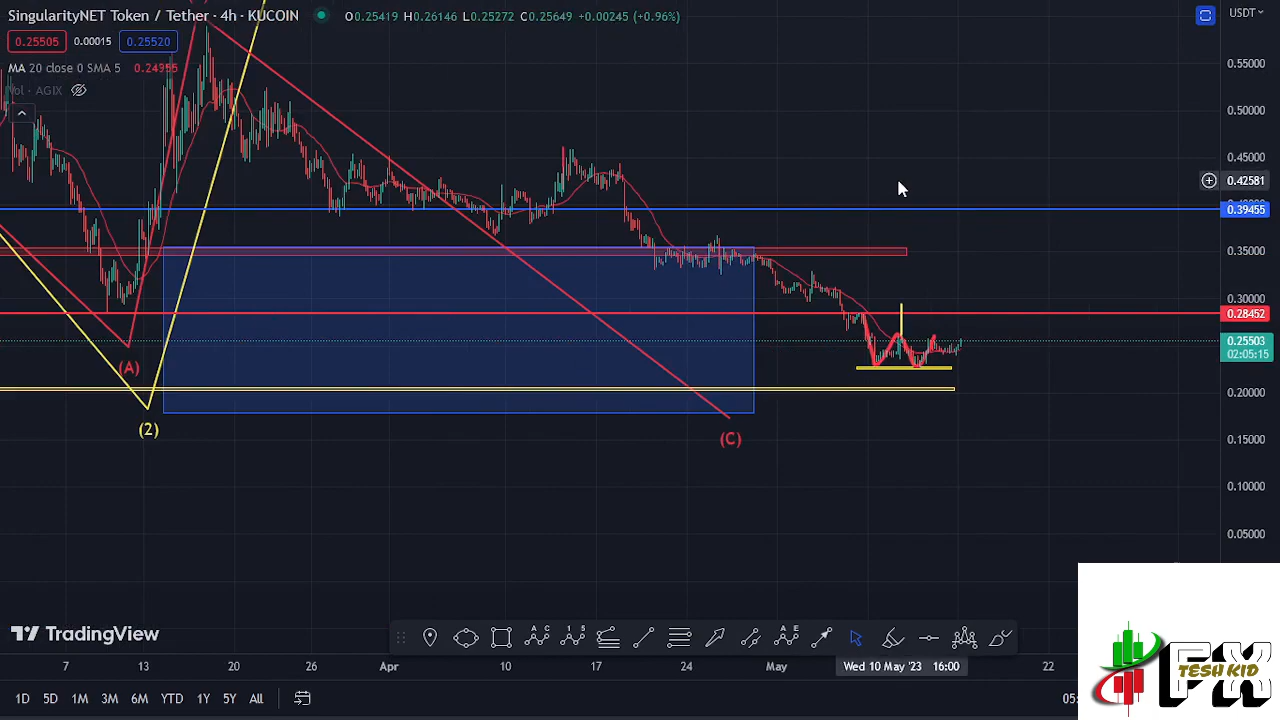 SingularityNET Token / Tether · 4h · KUCOIN O0.25419 H0.26146 L0.25272 C0.25649 +0.00245 (+0.96%)
USDT
0.25505 0.00015 0.25520
MA 20 close 0 SMA 5 0.24955
Vol · AGIX
0.55000
0.50000
0.45000
0.42581
0.39455
0.35000
0.30000
0.28452
0.25503
02:05:15
0.20000
0.15000
0.10000
0.05000
(A)
(2)
(C)
TradingView
A C
1 5
A E
7 13 20 26 Apr 10 17 24 May Wed 10 May '23 16:00 22
1D 5D 1M 3M 6M YTD 1Y 5Y All
05:
FX
TESH KID